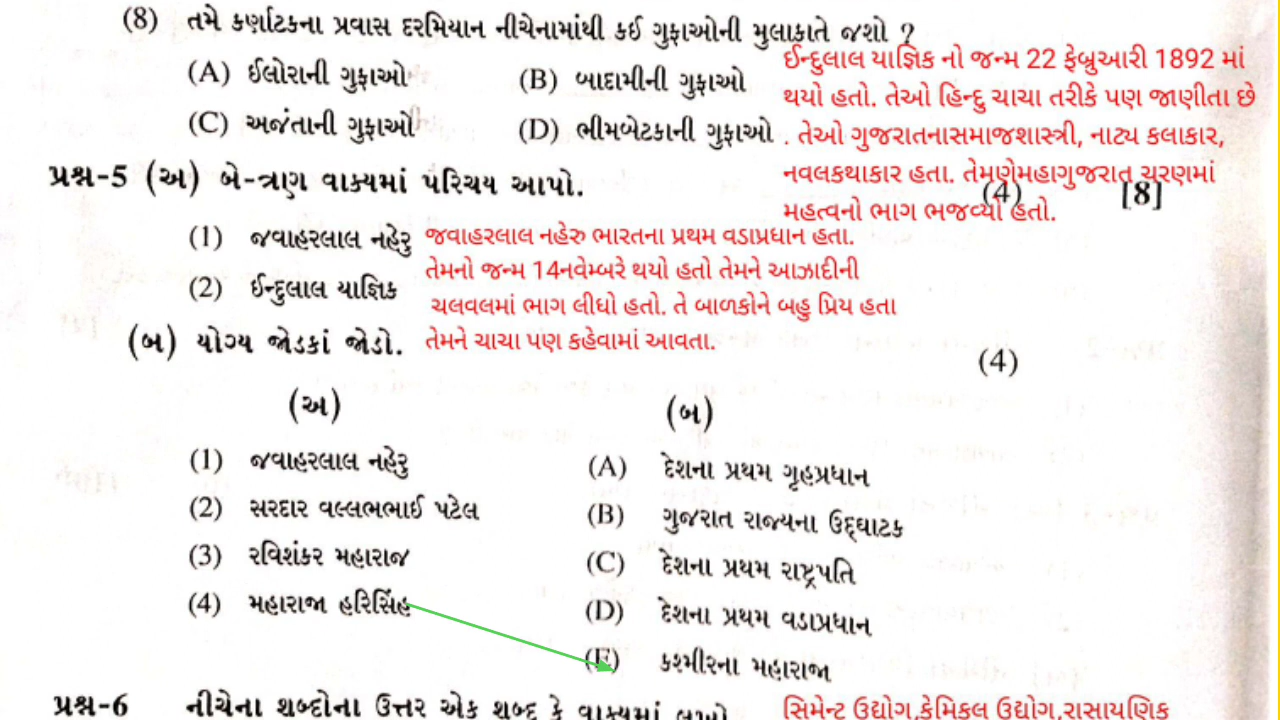 (8) તમે કર્ણાટકના પ્રવાસ દરમિયાન નીચેનામાંથી કઈ ગુફાઓની મુલાકાતે જશો ?
(A) ઈલોરાની ગુફાઓ (B) બાદામીની ગુફાઓ
(C) અજંતાની ગુફાઓ (D) ભીમબેટકાની ગુફાઓ
ઈન્દુલાલ યાજ્ઞિક નો જન્મ 22 ફેબ્રુઆરી 1892 માં
થયો હતો. તેઓ હિન્દુ ચાચા તરીકે પણ જાણીતા છે
. તેઓ ગુજરાતનાસમાજશાસ્ત્રી, નાટ્ય કલાકાર,
નવલકથાકાર હતા. તેમણેમહાગુજરાત ચરણમાં
મહત્વનો ભાગ ભજવ્યો હતો.
પ્રશ્ન-5 (અ) બે-ત્રણ વાક્યમાં પરિચય આપો. (4) [8]
(1) જવાહરલાલ નહેરુ
(2) ઈન્દુલાલ યાજ્ઞિક
જવાહરલાલ નહેરુ ભારતના પ્રથમ વડાપ્રધાન હતા.
તેમનો જન્મ 14નવેમ્બરે થયો હતો તેમને આઝાદીની
ચલવલમાં ભાગ લીધો હતો. તે બાળકોને બહુ પ્રિય હતા
તેમને ચાચા પણ કહેવામાં આવતા.
(બ) યોગ્ય જોડકાં જોડો. (4)
(અ) (બ)
(1) જવાહરલાલ નહેરુ (A) દેશના પ્રથમ ગૃહપ્રધાન
(2) સરદાર વલ્લભભાઈ પટેલ (B) ગુજરાત રાજ્યના ઉદ્ઘાટક
(3) રવિશંકર મહારાજ (C) દેશના પ્રથમ રાષ્ટ્રપતિ
(4) મહારાજા હરિસિંહ (D) દેશના પ્રથમ વડાપ્રધાન
(E) કશ્મીરના મહારાજા
પ્રશ્ન-6 નીચેના શબ્દોના ઉત્તર એક શબ્દ કે વાક્યમાં લખો
સિમેન્ટ ઉદ્યોગ,કેમિકલ ઉદ્યોગ,રાસાયણિક